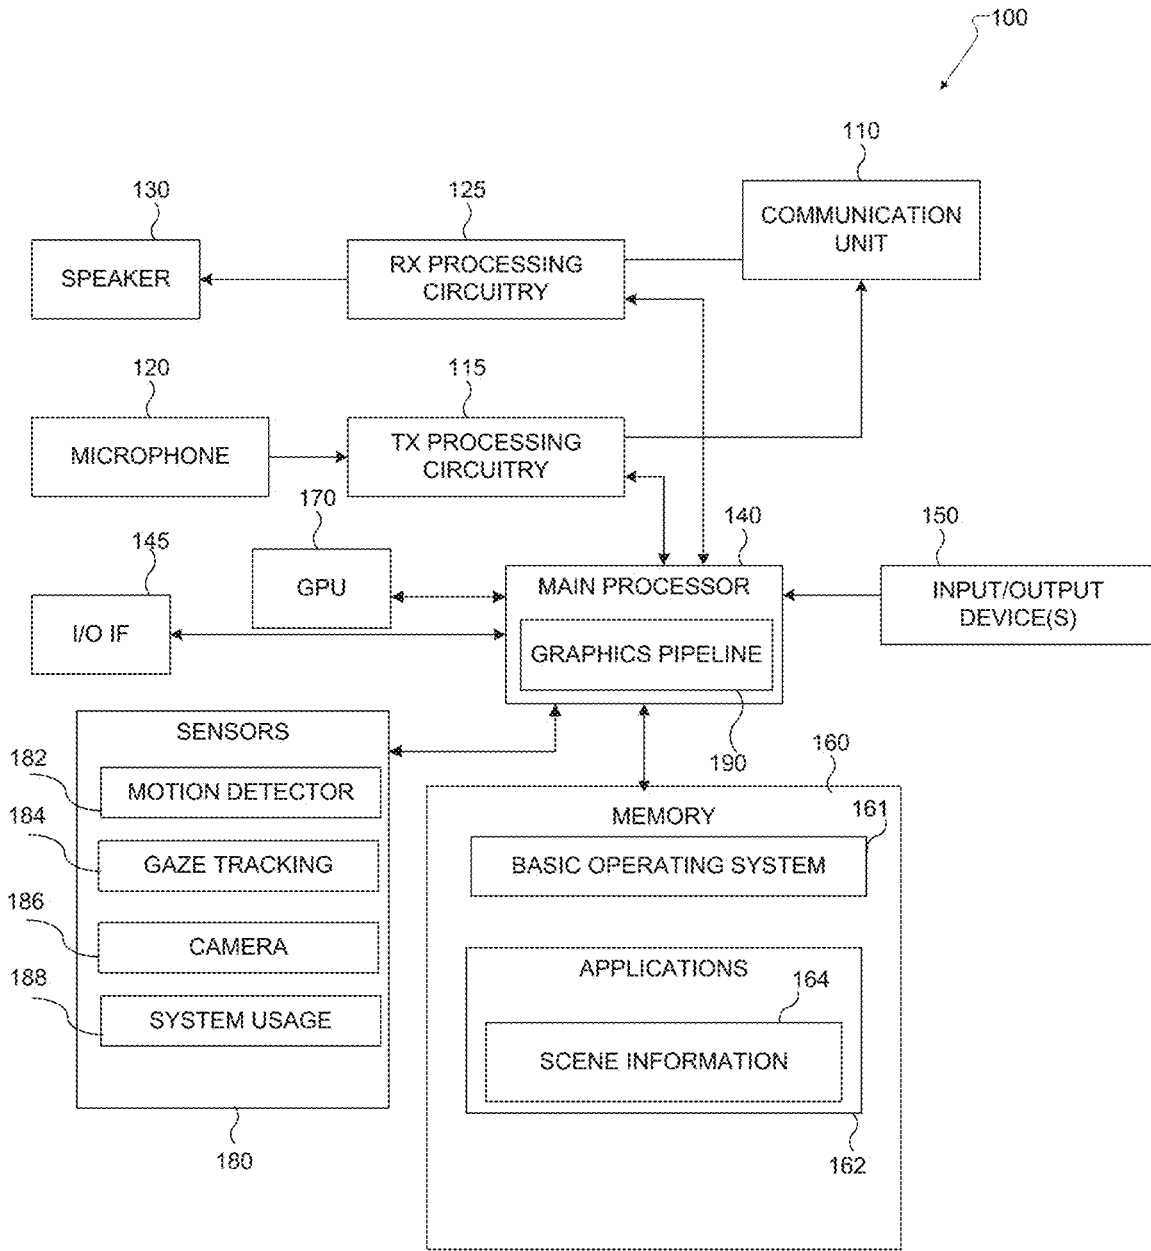 100
110
COMMUNICATION
UNIT
130
SPEAKER
125
RX PROCESSING
CIRCUITRY
120
MICROPHONE
115
TX PROCESSING
CIRCUITRY
170
GPU
145
I/O IF
140
MAIN PROCESSOR
GRAPHICS PIPELINE
190
150
INPUT/OUTPUT
DEVICE(S)
SENSORS
182
MOTION DETECTOR
184
GAZE TRACKING
186
CAMERA
188
SYSTEM USAGE
180
160
MEMORY
161
BASIC OPERATING SYSTEM
APPLICATIONS
164
SCENE INFORMATION
162